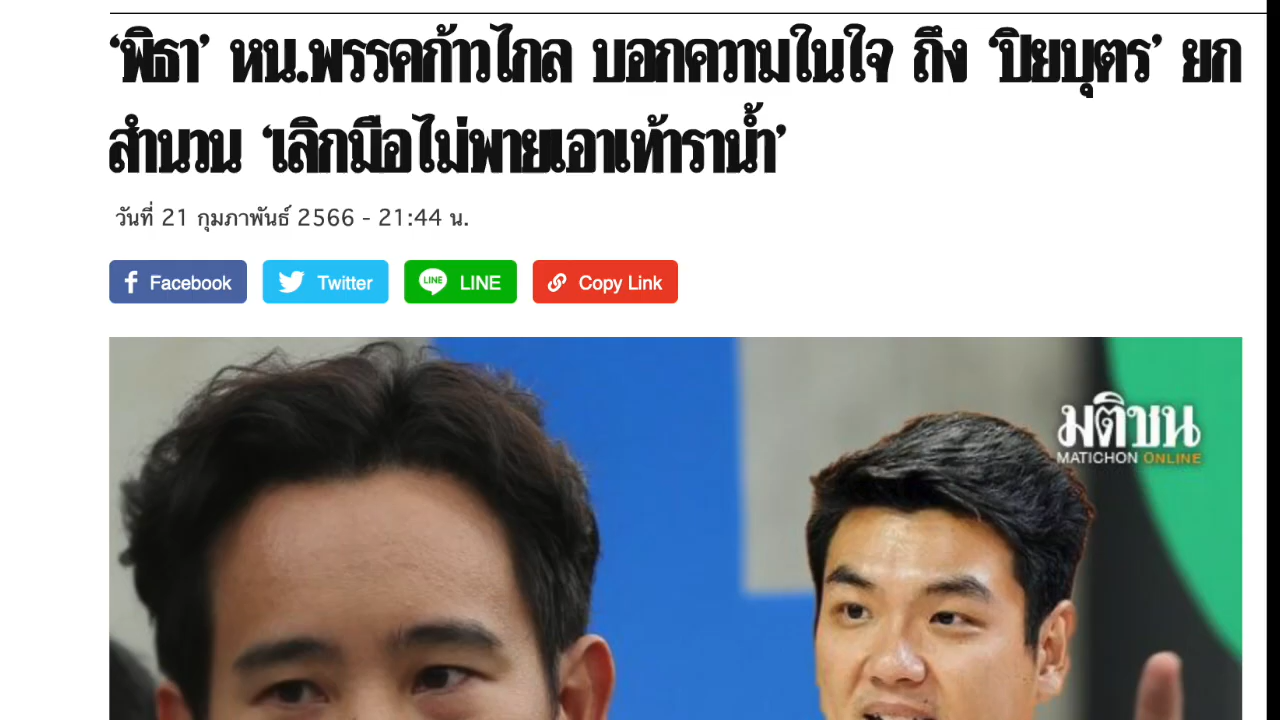 ‘พิธา’ หน.พรรคก้าวไกล บอกความในใจ ถึง ‘ปิยบุตร’ ยก
สำนวน ‘เลิกมือไม่พายเอาเท้าราน้ำ’
วันที่ 21 กุมภาพันธ์ 2566 - 21:44 น.
Facebook Twitter LINE LINE Copy Link
มติชน
MATICHON ONLINE